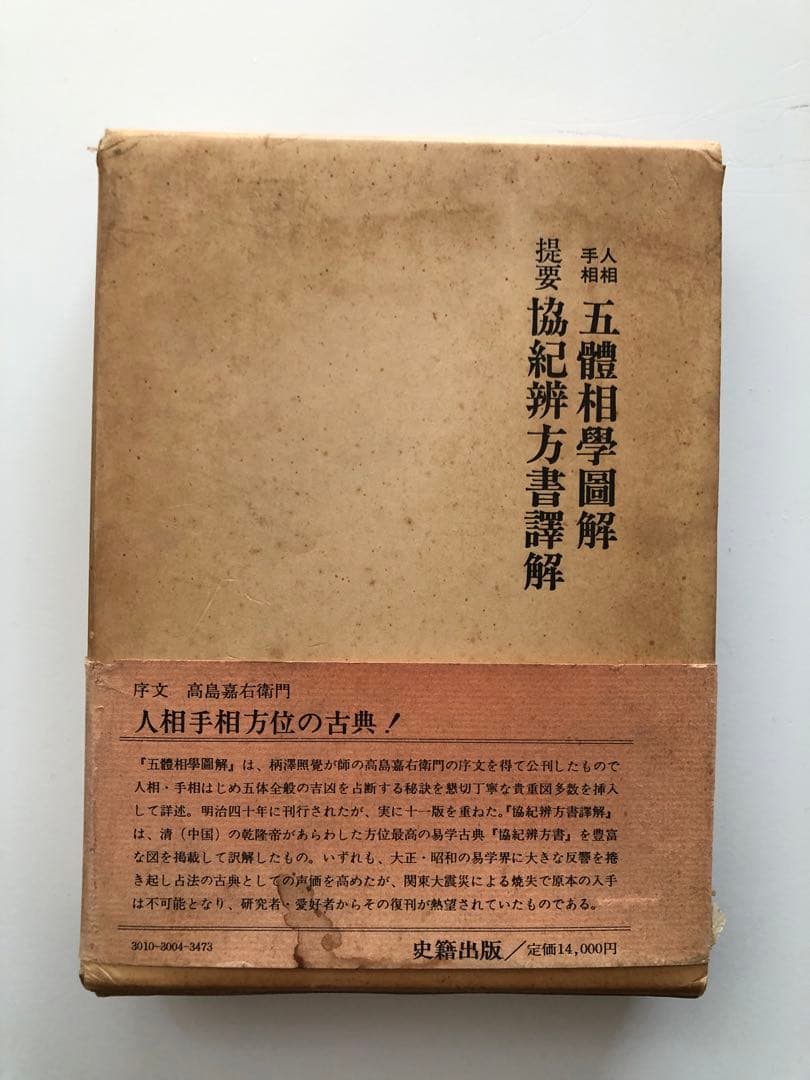 人相
手相
五體相學圖解
提要
協紀辨方書譯解
序文　高島嘉右衛門
人相手相方位の古典！
『五體相學圖解』は、柄澤照覺が師の高島嘉右衛門の序文を得て公刊したもので
人相・手相はじめ五体全般の吉凶を占断する秘訣を懇切丁寧な貴重図多数を挿入
して詳述。明治四十年に刊行されたが、実に十一版を重ねた。『協紀辨方書譯解』
は、清（中国）の乾隆帝があらわした方位最高の易学古典『協紀辨方書』を豊富
な図を掲載して訳解したもの。いずれも、大正・昭和の易学界に大きな反響を捲
き起し占法の古典としての声価を高めたが、関東大震災による焼失で原本の入手
は不可能となり、研究者・愛好者からその復刊が熱望されていたものである。
3010-3004-3473
史籍出版／定価14,000円